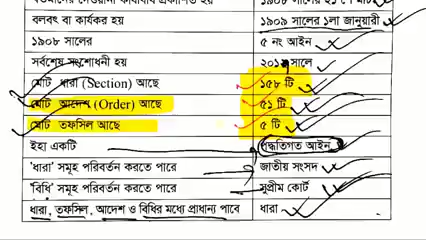 বলবৎ বা কার্যকর হয় ১৯০৯ সালের ১লা জানুয়ারী
১৯০৮ সালের ৫ নং আইন
সর্বশেষ সংশোধনী হয় সালে
মোট ধারা (Section) আছে ১৫৮ টি
মোট আদেশ (Order) আছে ৫১ টি
মোট তফসিল আছে ৫ টি
ইহা একটি পদ্ধতিগত আইন
'ধারা' সমূহ পরিবর্তন করতে পারে জাতীয় সংসদ
'বিধি' সমূহ পরিবর্তন করতে পারে সুপ্রীম কোর্ট
ধারা, তফসিল, আদেশ ও বিধির মধ্যে প্রাধান্য পাবে ধারা